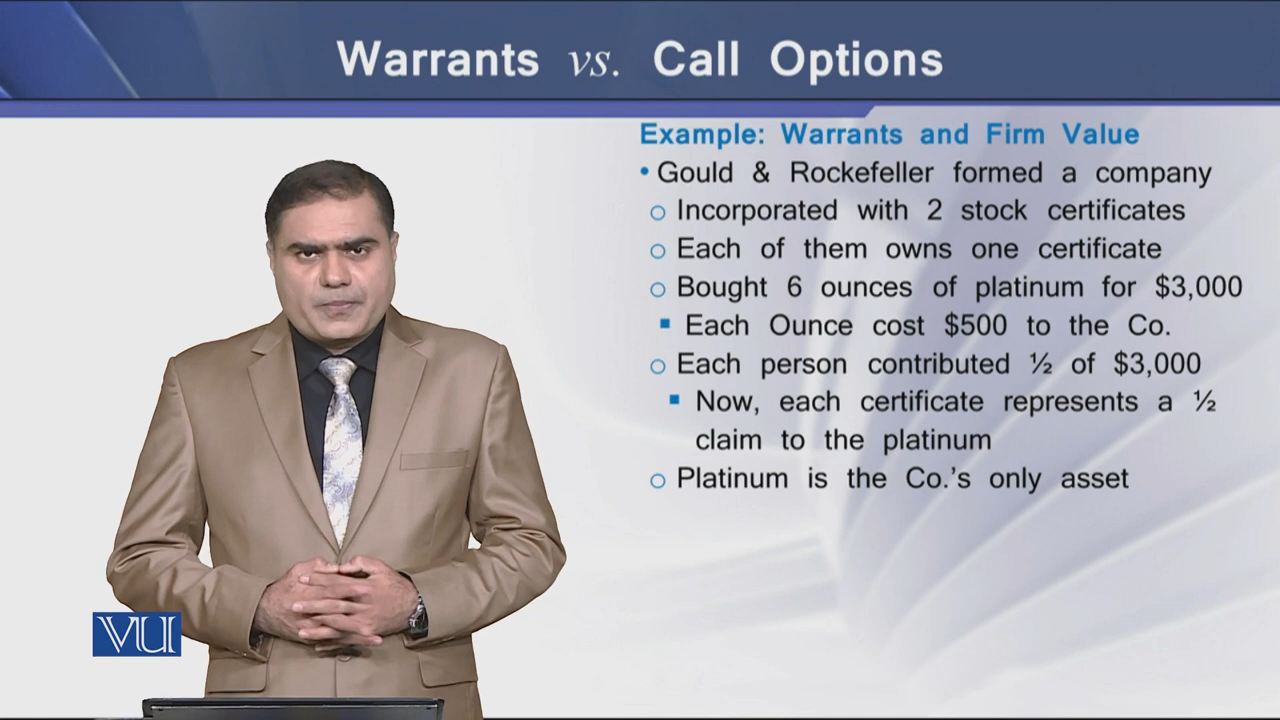 Warrants vs. Call Options
Example: Warrants and Firm Value
• Gould & Rockefeller formed a company
○ Incorporated with 2 stock certificates
○ Each of them owns one certificate
○ Bought 6 ounces of platinum for $3,000
▪ Each Ounce cost $500 to the Co.
○ Each person contributed ½ of $3,000
▪ Now, each certificate represents a ½
claim to the platinum
○ Platinum is the Co.'s only asset
VU